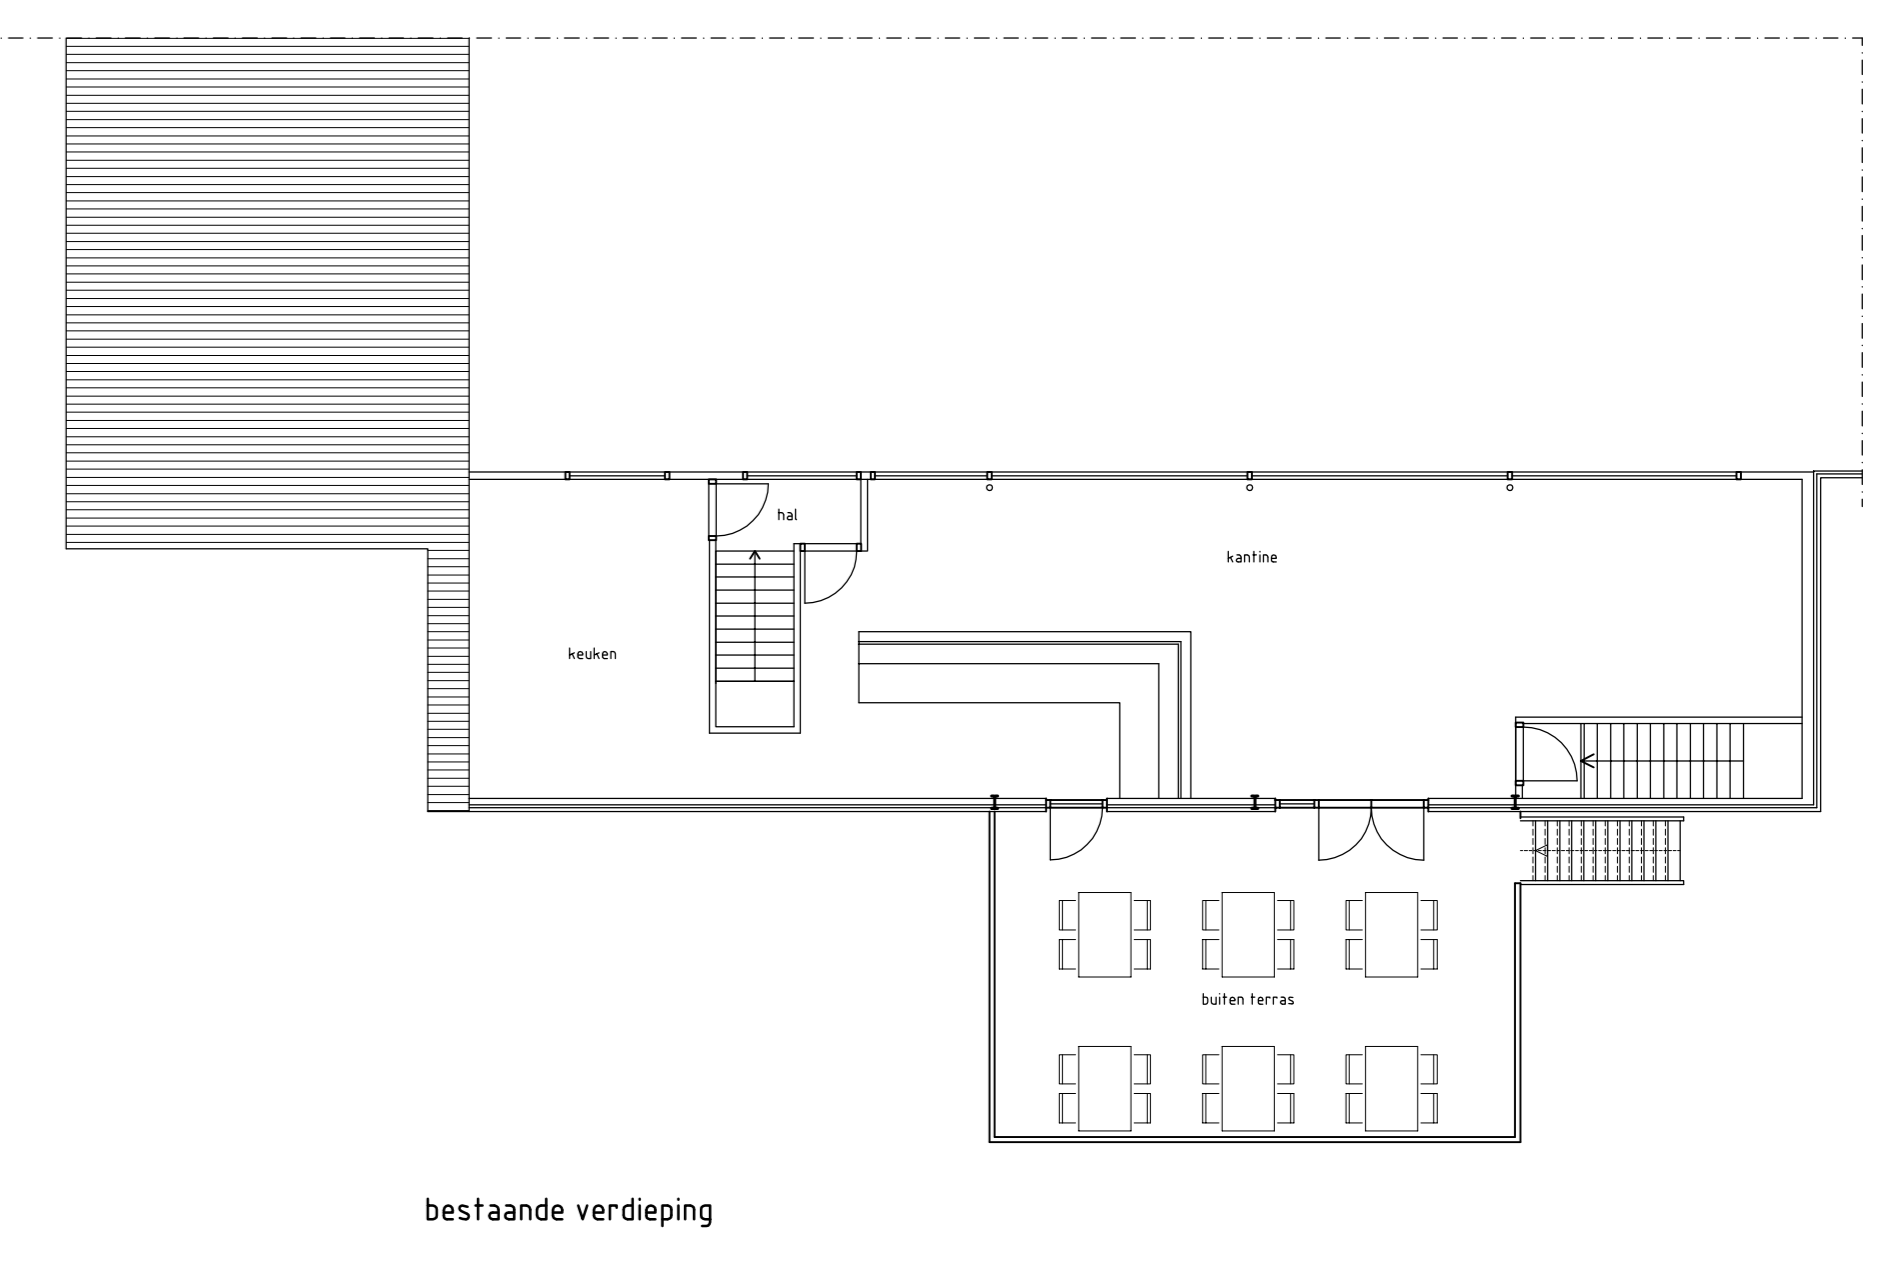 hal
kantine
keuken
buiten terras
bestaande verdieping